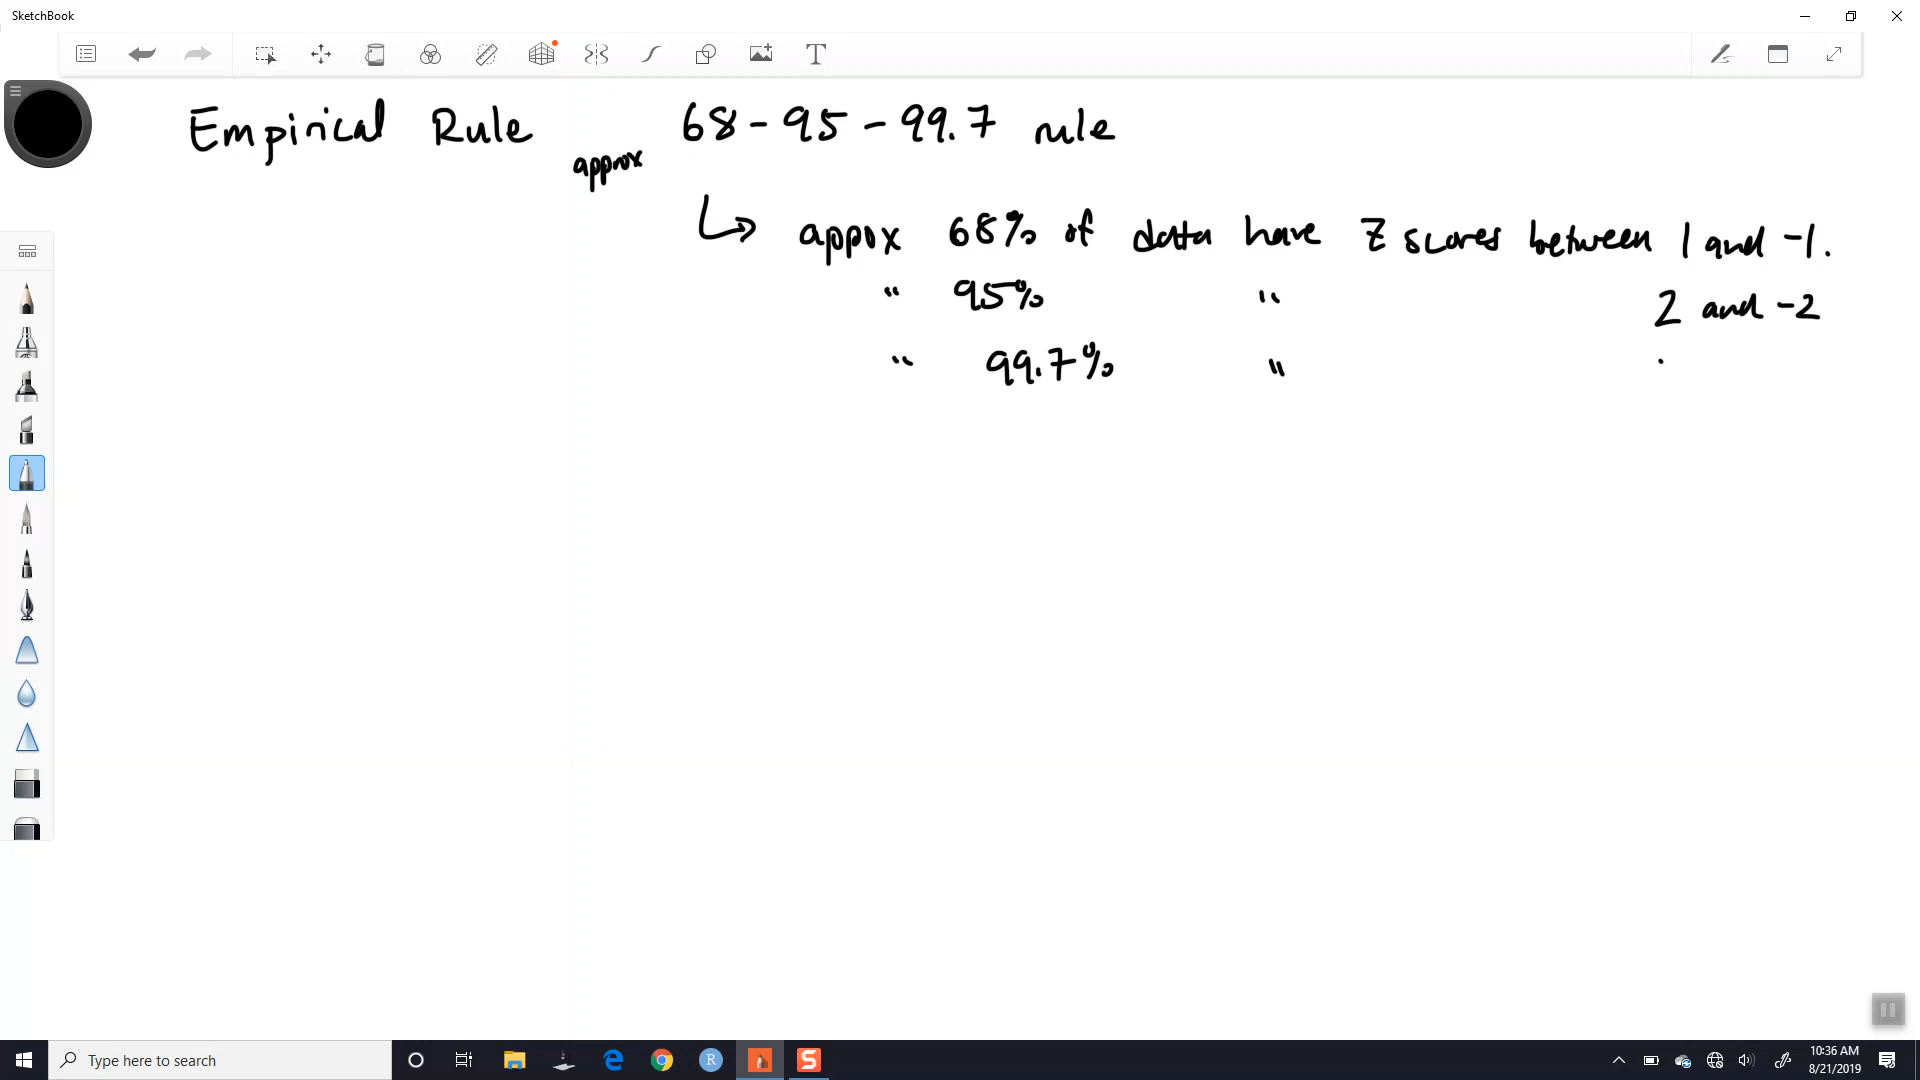 SketchBook
Empirical Rule 68-95-99.7 rule
approx
appox 68% of data have Z scores between 1 and -1.
" 95% " 2 and -2
" 99.7% "
Type here to search
10:36 AM
8/21/2019